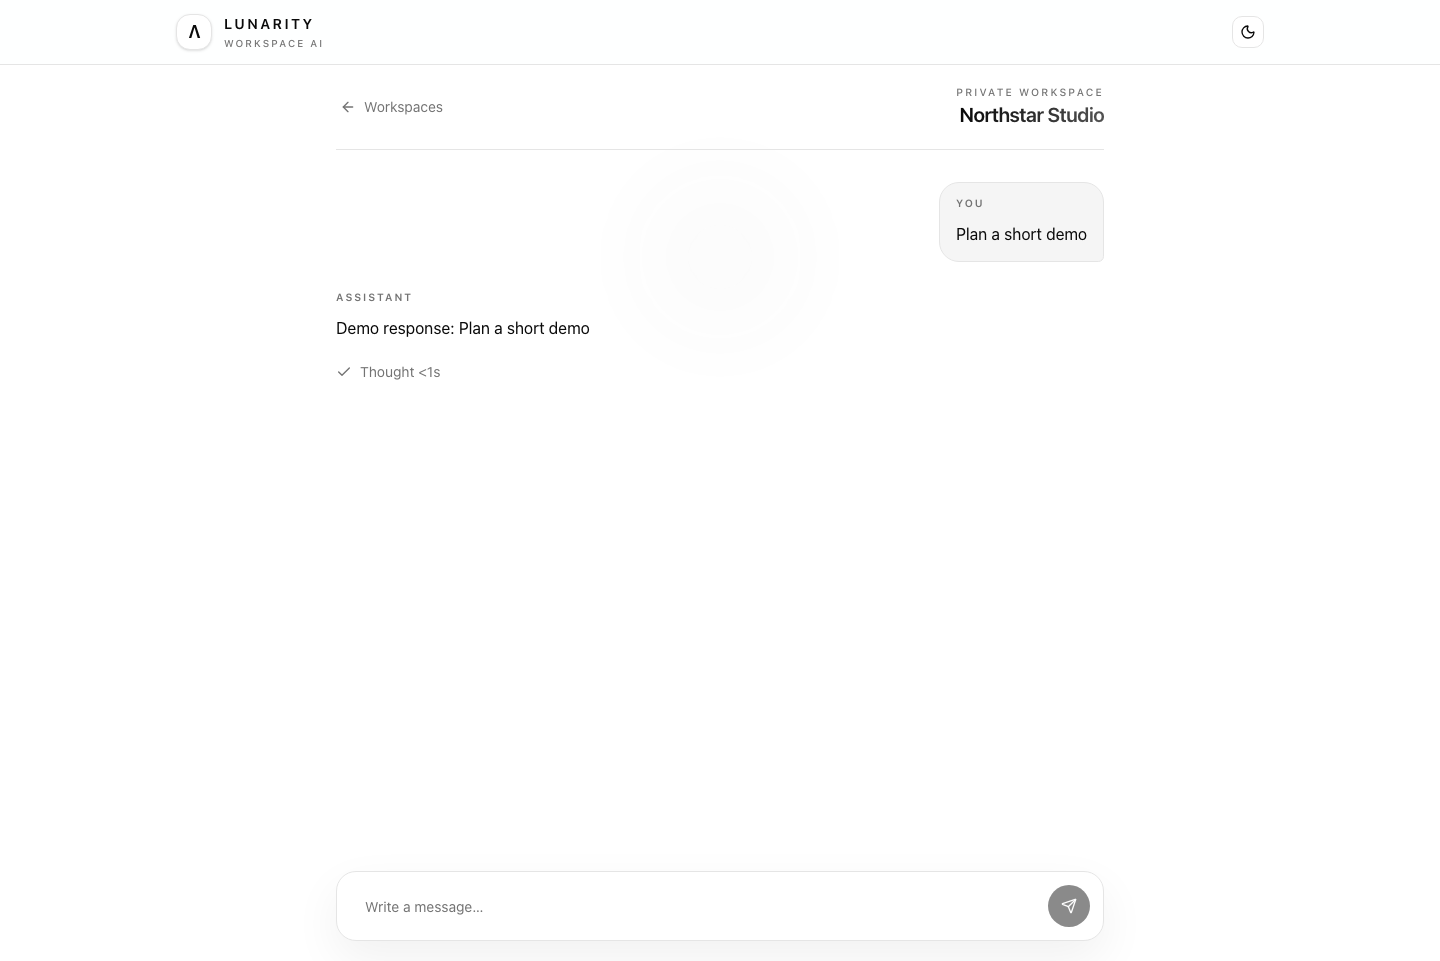 Λ
LUNARITY
WORKSPACE AI
Workspaces
PRIVATE WORKSPACE
Northstar Studio
YOU
Plan a short demo
ASSISTANT
Demo response: Plan a short demo
Thought <1s
Write a message...